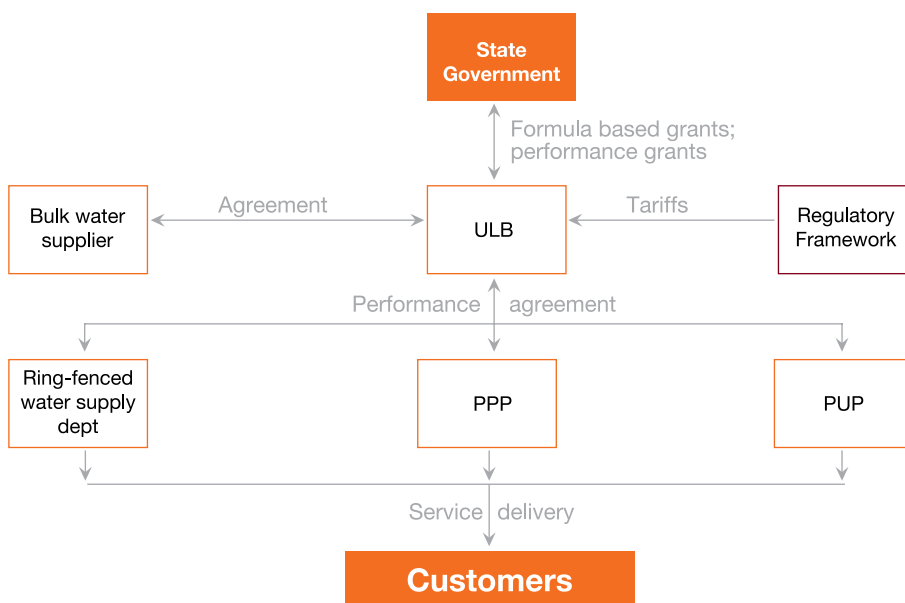 State
Government
Formula based grants;
performance grants
Bulk water
supplier
Agreement
ULB
Tariffs
Regulatory
Framework
Performance agreement
Ring-fenced
water supply
dept
PPP
PUP
Service delivery
Customers